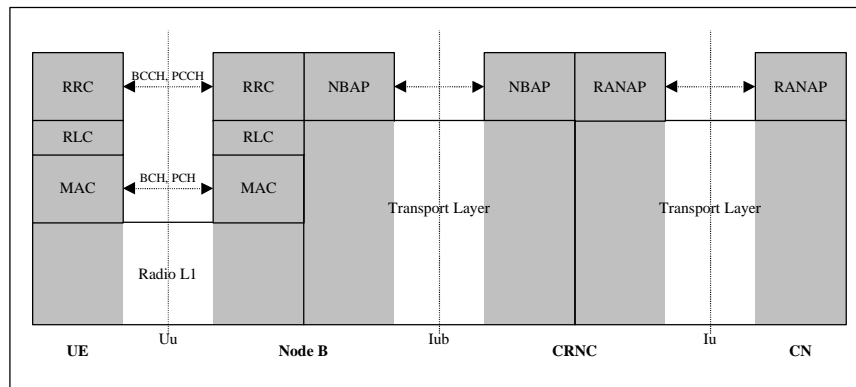 BCCH, PCCH
RRC RRC NBAP NBAP RANAP RANAP
RLC RLC
BCH, PCH
MAC MAC
Transport Layer Transport Layer
Radio L1
Uu Iub Iu
UE Node B CRNC CN